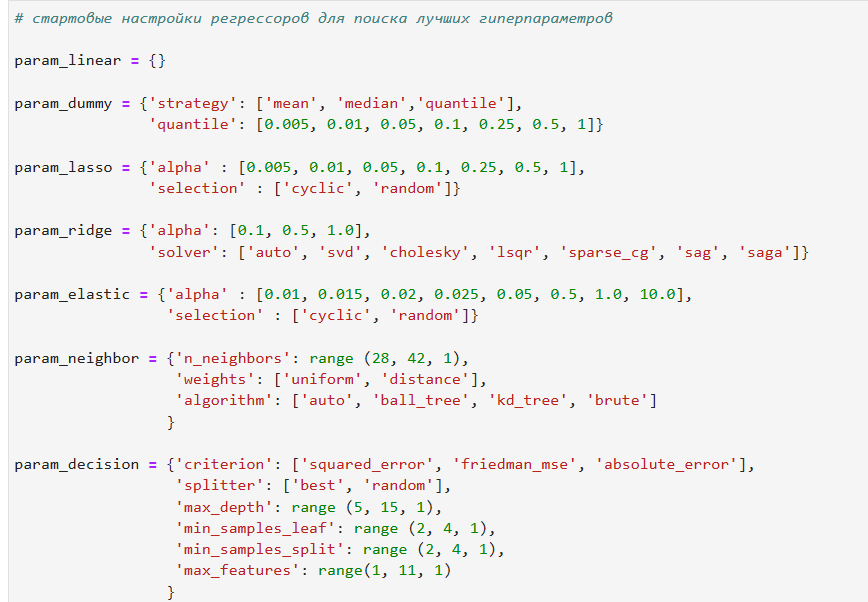 # стартовые настройки регрессоров для поиска лучших гиперпараметров
param_linear = {}
param_dummy = {'strategy': ['mean', 'median','quantile'],
'quantile': [0.005, 0.01, 0.05, 0.1, 0.25, 0.5, 1]}
param_lasso = {'alpha' : [0.005, 0.01, 0.05, 0.1, 0.25, 0.5, 1],
'selection' : ['cyclic', 'random']}
param_ridge = {'alpha': [0.1, 0.5, 1.0],
'solver': ['auto', 'svd', 'cholesky', 'lsqr', 'sparse_cg', 'sag', 'saga']}
param_elastic = {'alpha' : [0.01, 0.015, 0.02, 0.025, 0.05, 0.5, 1.0, 10.0],
'selection' : ['cyclic', 'random']}
param_neighbor = {'n_neighbors': range (28, 42, 1),
'weights': ['uniform', 'distance'],
'algorithm': ['auto', 'ball_tree', 'kd_tree', 'brute']
}
param_decision = {'criterion': ['squared_error', 'friedman_mse', 'absolute_error'],
'splitter': ['best', 'random'],
'max_depth': range (5, 15, 1),
'min_samples_leaf': range (2, 4, 1),
'min_samples_split': range (2, 4, 1),
'max_features': range(1, 11, 1)
}